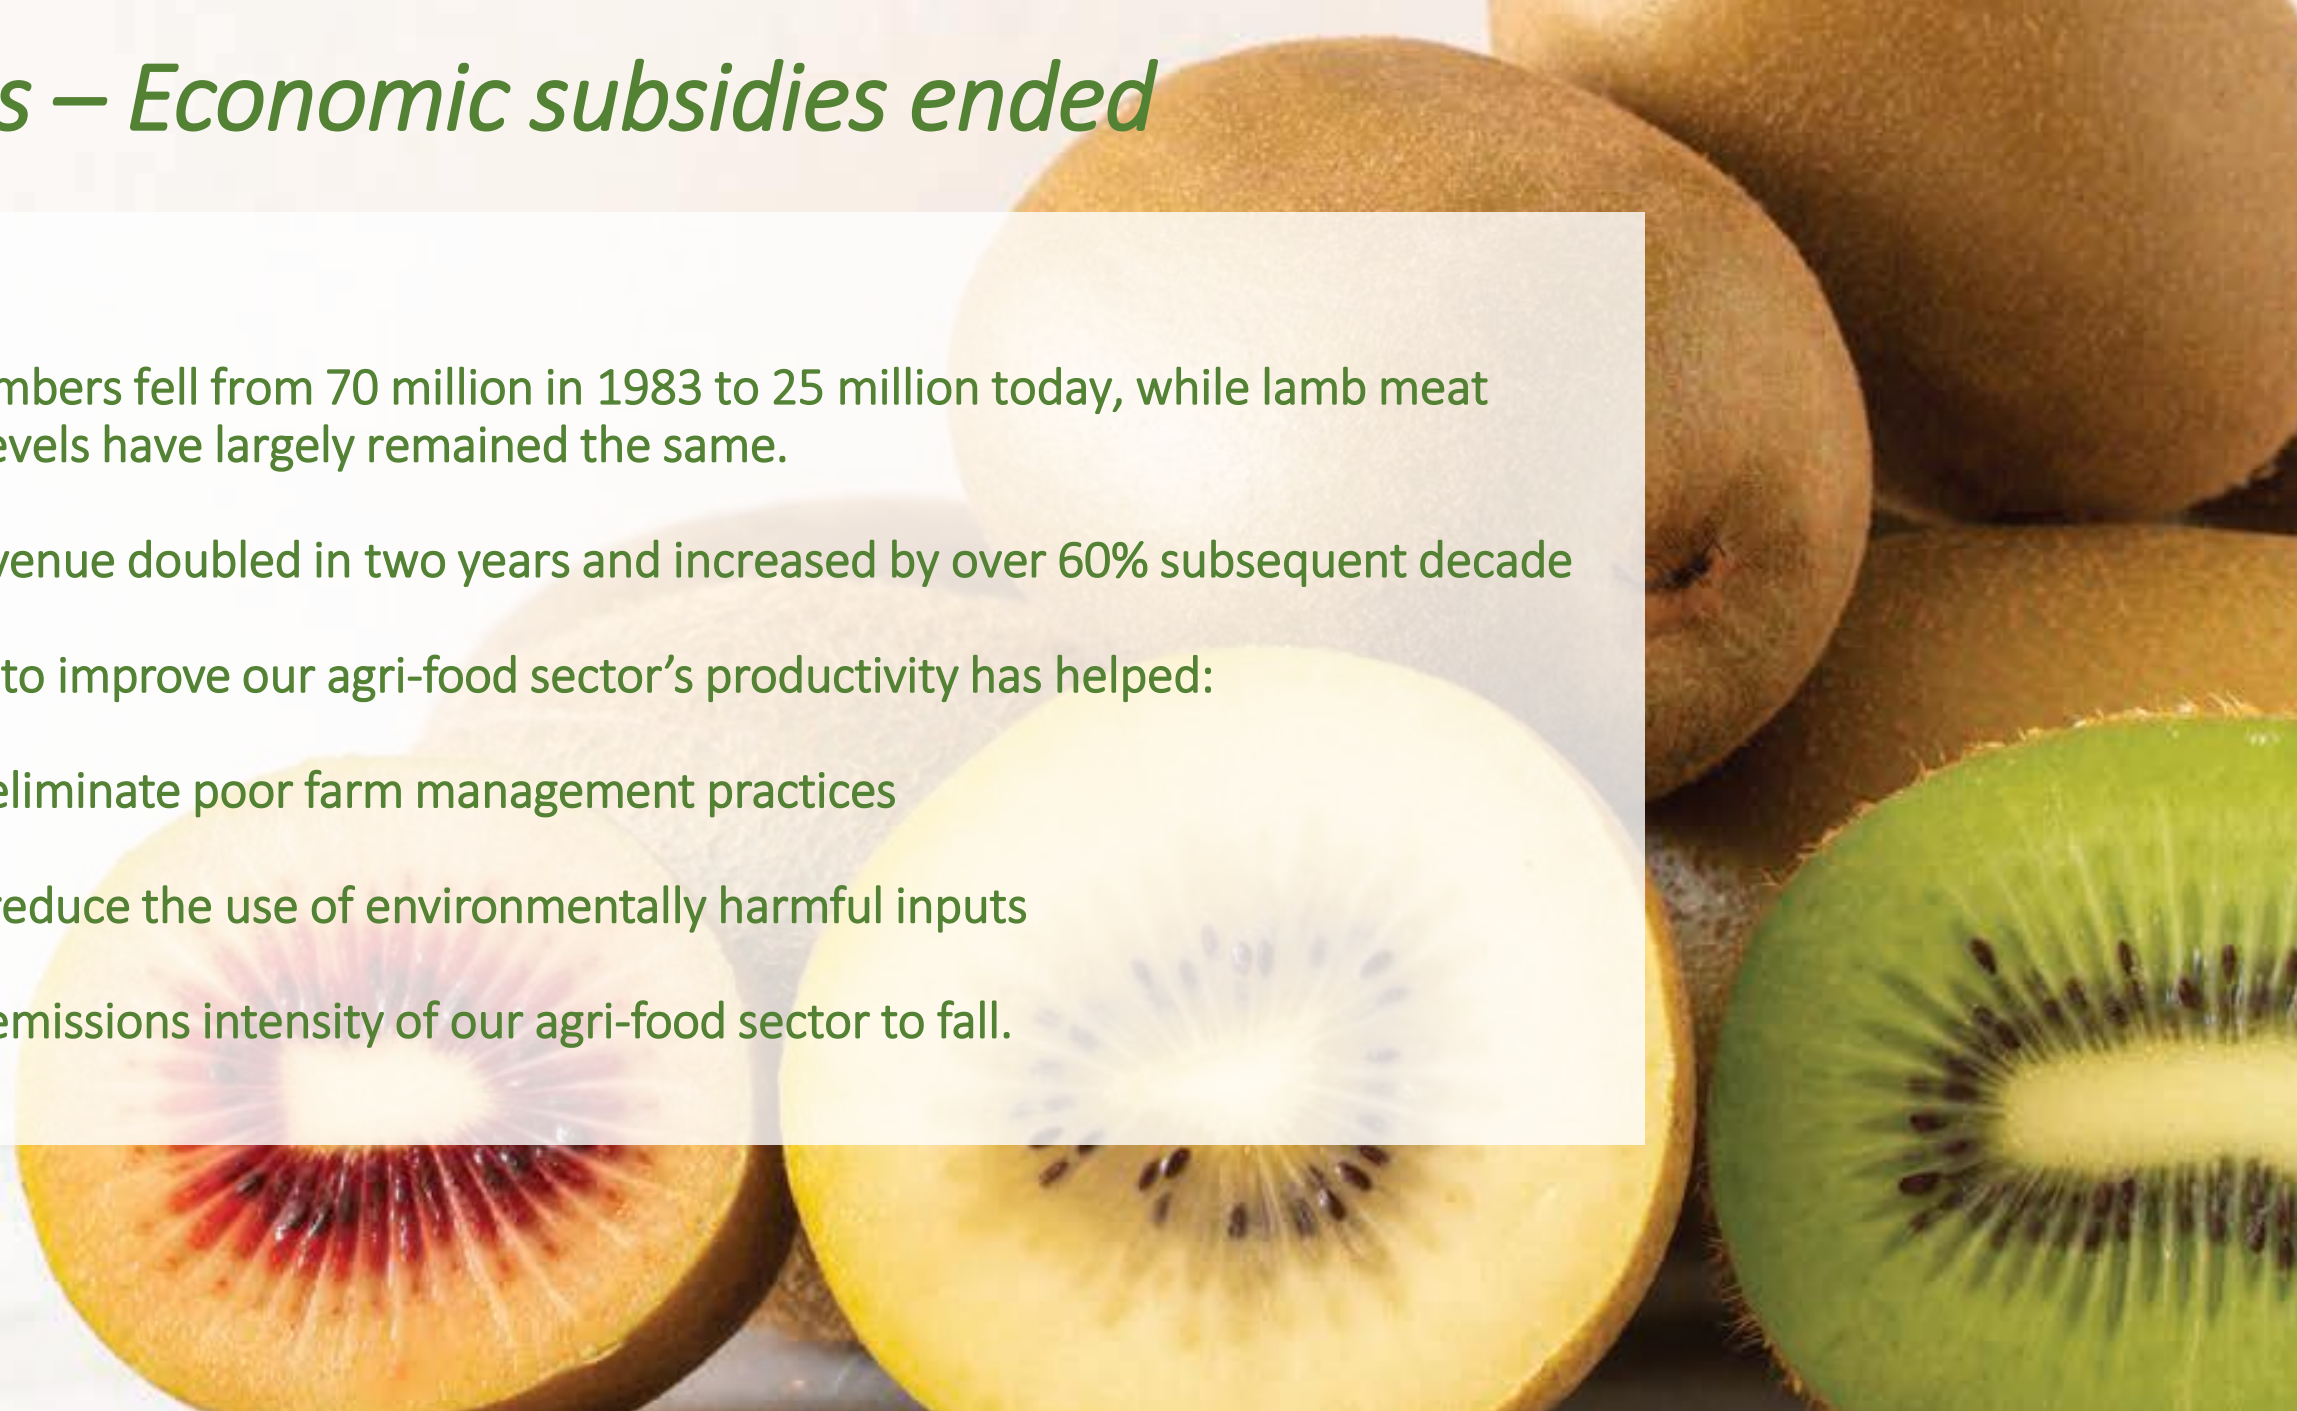 s – Economic subsidies ended
mbers fell from 70 million in 1983 to 25 million today, while lamb meat
evels have largely remained the same.
venue doubled in two years and increased by over 60% subsequent decade
to improve our agri-food sector’s productivity has helped:
eliminate poor farm management practices
reduce the use of environmentally harmful inputs
emissions intensity of our agri-food sector to fall.